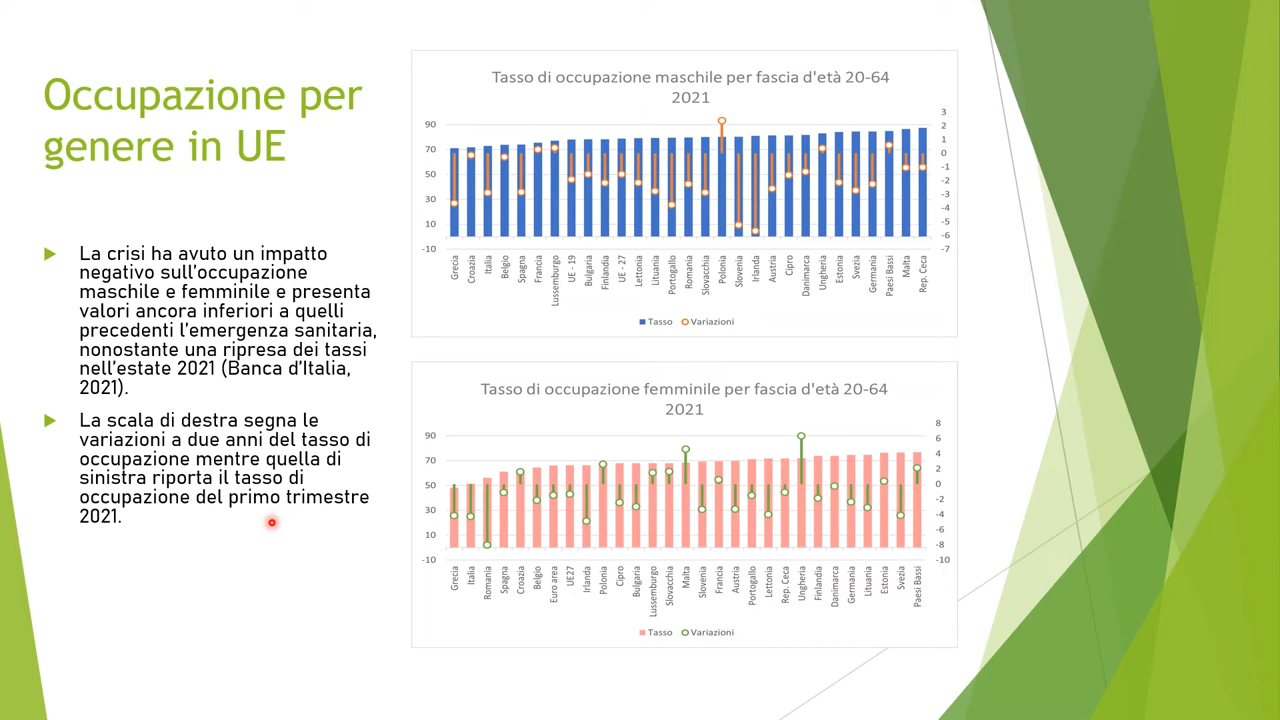 Occupazione per
genere in UE
La crisi ha avuto un impatto
negativo sull'occupazione
maschile e femminile e presenta
valori ancora inferiori a quelli
precedenti l'emergenza sanitaria,
nonostante una ripresa dei tassi
nell'estate 2021 (Banca d'Italia,
2021).
La scala di destra segna le
variazioni a due anni del tasso di
occupazione mentre quella di
sinistra riporta il tasso di
occupazione del primo trimestre
2021.
Tasso di occupazione maschile per fascia d'età 20-64
2021
90
70
50
30
10
-10
3
2
1
0
-1
-2
-3
-4
-5
-6
-7
Grecia
Croazia
Italia
Belgio
Spagna
Francia
Lussemburgo
UE - 19
Bulgaria
Finlandia
UE - 27
Lettonia
Lituania
Portogallo
Romania
Slovacchia
Polonia
Slovenia
Irlanda
Austria
Cipro
Danimarca
Ungheria
Estonia
Svezia
Germania
Paesi Bassi
Malta
Rep. Ceca
Tasso Variazioni
Tasso di occupazione femminile per fascia d'età 20-64
2021
90
70
50
30
10
-10
8
6
4
2
0
-2
-4
-6
-8
-10
Grecia
Italia
Romania
Spagna
Croazia
Belgio
Euro area
UE27
Irlanda
Polonia
Cipro
Bulgaria
Lussemburgo
Slovacchia
Malta
Slovenia
Francia
Austria
Portogallo
Lettonia
Rep. Ceca
Ungheria
Finlandia
Danimarca
Germania
Lituania
Estonia
Svezia
Paesi Bassi
Tasso Variazioni